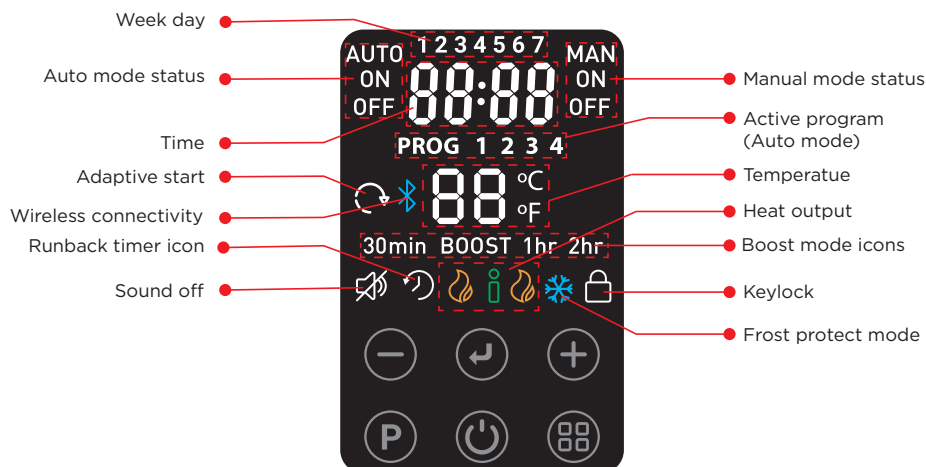 Week day
Auto mode status
Time
Adaptive start
Wireless connectivity
Runback timer icon
Sound off
1 2 3 4 5 6 7
AUTO
ON
OFF
88:88
MAN
ON
OFF
PROG 1 2 3 4
88 ºC
ºF
30min BOOST 1hr 2hr
P
Manual mode status
Active program
(Auto mode)
Temperatue
Heat output
Boost mode icons
Keylock
Frost protect mode